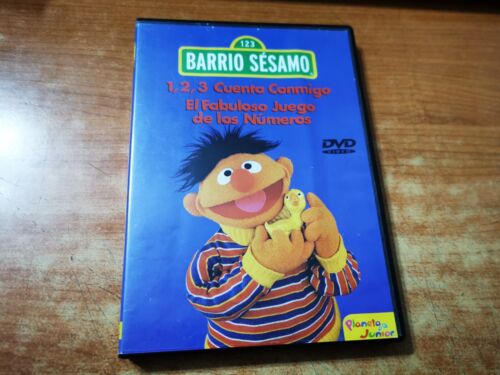 123
BARRIO SÉSAMO
1, 2, 3 Cuenta Conmigo
El Fabuloso Juego
de los Números
DVD
VIDEO
Planeta
Junior